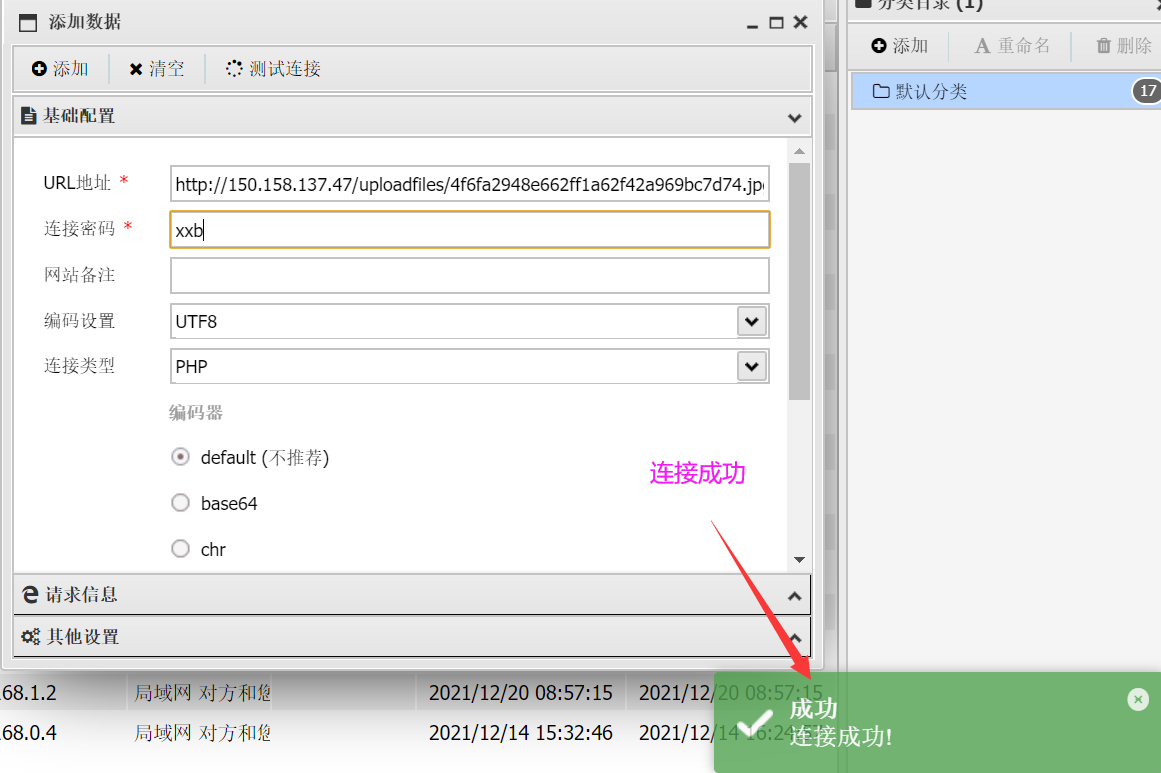 添加数据
分类目录 (1)
添加 清空 测试连接
添加 重命名 删除
基础配置
默认分类 17
URL地址 * http://150.158.137.47/uploadfiles/4f6fa2948e662ff1a62f42a969bc7d74.jp
连接密码 * xxb
网站备注
编码设置 UTF8
连接类型 PHP
编码器
default (不推荐)
base64
chr
连接成功
请求信息
其他设置
68.1.2 局域网 对方和您 2021/12/20 08:57:15 2021/12/20 08:57:15
68.0.4 局域网 对方和您 2021/12/14 15:32:46 2021/12/14
成功
连接成功!